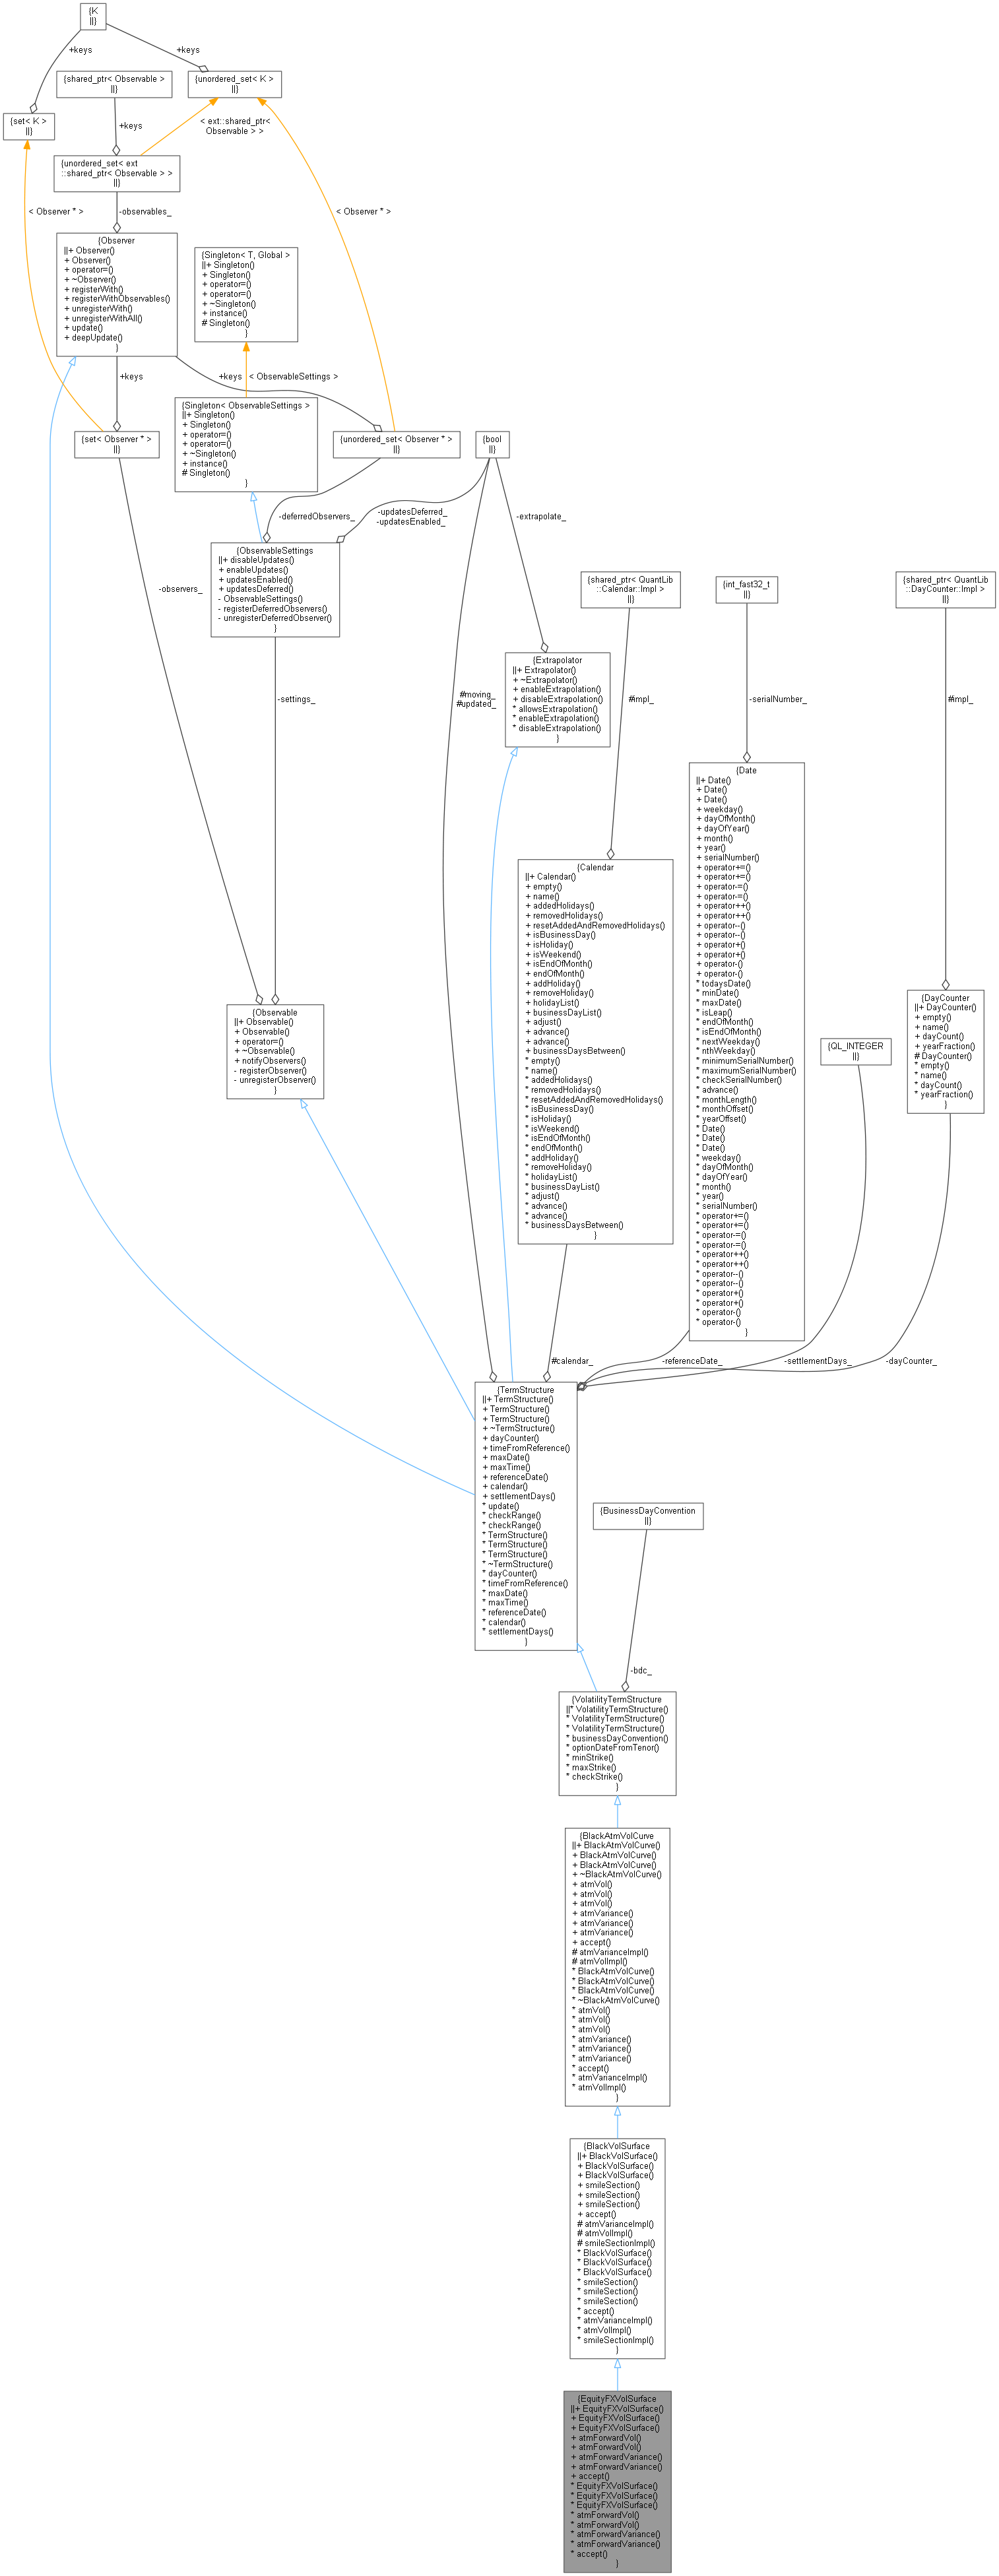 {K
||}
+keys
+keys
{shared_ptr< Observable >
||}
{unordered_set< K >
||}
{set< K >
||}
+keys
< ext::shared_ptr<
Observable > >
{unordered_set< ext
::shared_ptr< Observable > >
||}
< Observer * >
-observables_
< Observer * >
{Observer
||+ Observer()
+ Observer()
+ operator=()
+ ~Observer()
+ registerWith()
+ registerWithObservables()
+ unregisterWith()
+ unregisterWithAll()
+ update()
+ deepUpdate()
}
{Singleton< T, Global >
||+ Singleton()
+ Singleton()
+ operator=()
+ operator=()
+ ~Singleton()
+ instance()
# Singleton()
}
+keys
+keys
< ObservableSettings >
{Singleton< ObservableSettings >
||+ Singleton()
+ Singleton()
+ operator=()
+ operator=()
+ ~Singleton()
+ instance()
# Singleton()
}
{set< Observer * >
||}
{unordered_set< Observer * >
||}
{bool
||}
-deferredObservers_
-updatesDeferred_
-updatesEnabled_
-extrapolate_
{ObservableSettings
||+ disableUpdates()
+ enableUpdates()
+ updatesEnabled()
+ updatesDeferred()
- ObservableSettings()
- registerDeferredObservers()
- unregisterDeferredObserver()
}
-observers_
{shared_ptr< QuantLib
::Calendar::Impl >
||}
{int_fast32_t
||}
{shared_ptr< QuantLib
::DayCounter::Impl >
||}
-settings_
#moving_
#updated_
{Extrapolator
||+ Extrapolator()
+ ~Extrapolator()
+ enableExtrapolation()
+ disableExtrapolation()
* allowsExtrapolation()
* enableExtrapolation()
* disableExtrapolation()
}
#impl_
-serialNumber_
#impl_
{Date
||+ Date()
+ Date()
+ Date()
+ weekday()
+ dayOfMonth()
+ dayOfYear()
+ month()
+ year()
+ serialNumber()
+ operator+=()
+ operator+=()
+ operator-=()
+ operator-=()
+ operator++()
+ operator++()
+ operator--()
+ operator--()
+ operator+()
+ operator+()
+ operator-()
+ operator-()
* todaysDate()
* minDate()
* maxDate()
* isLeap()
* endOfMonth()
* isEndOfMonth()
* nextWeekday()
* nthWeekday()
* minimumSerialNumber()
* maximumSerialNumber()
* checkSerialNumber()
* advance()
* monthLength()
* monthOffset()
* yearOffset()
* Date()
* Date()
* Date()
* weekday()
* dayOfMonth()
* dayOfYear()
* month()
* year()
* serialNumber()
* operator+=()
* operator+=()
* operator-=()
* operator-=()
* operator++()
* operator++()
* operator--()
* operator--()
* operator+()
* operator+()
* operator-()
* operator-()
}
{Calendar
||+ Calendar()
+ empty()
+ name()
+ addedHolidays()
+ removedHolidays()
+ resetAddedAndRemovedHolidays()
+ isBusinessDay()
+ isHoliday()
+ isWeekend()
+ isEndOfMonth()
+ endOfMonth()
+ addHoliday()
+ removeHoliday()
+ holidayList()
+ businessDayList()
+ adjust()
+ advance()
+ advance()
+ businessDaysBetween()
* empty()
* name()
* addedHolidays()
* removedHolidays()
* resetAddedAndRemovedHolidays()
* isBusinessDay()
* isHoliday()
* isWeekend()
* isEndOfMonth()
* endOfMonth()
* addHoliday()
* removeHoliday()
* holidayList()
* businessDayList()
* adjust()
* advance()
* advance()
* businessDaysBetween()
}
{DayCounter
||+ DayCounter()
+ empty()
+ name()
+ dayCount()
+ yearFraction()
# DayCounter()
* empty()
* name()
* dayCount()
* yearFraction()
}
{Observable
||+ Observable()
+ Observable()
+ operator=()
+ ~Observable()
+ notifyObservers()
- registerObserver()
- unregisterObserver()
}
{QL_INTEGER
||}
#calendar_
-referenceDate_
-settlementDays_
-dayCounter_
{TermStructure
||+ TermStructure()
+ TermStructure()
+ TermStructure()
+ ~TermStructure()
+ dayCounter()
+ timeFromReference()
+ maxDate()
+ maxTime()
+ referenceDate()
+ calendar()
+ settlementDays()
* update()
* checkRange()
* checkRange()
* TermStructure()
* TermStructure()
* TermStructure()
* ~TermStructure()
* dayCounter()
* timeFromReference()
* maxDate()
* maxTime()
* referenceDate()
* calendar()
* settlementDays()
}
{BusinessDayConvention
||}
-bdc_
{VolatilityTermStructure
||* VolatilityTermStructure()
* VolatilityTermStructure()
* VolatilityTermStructure()
* businessDayConvention()
* optionDateFromTenor()
* minStrike()
* maxStrike()
* checkStrike()
}
{BlackAtmVolCurve
||+ BlackAtmVolCurve()
+ BlackAtmVolCurve()
+ BlackAtmVolCurve()
+ ~BlackAtmVolCurve()
+ atmVol()
+ atmVol()
+ atmVol()
+ atmVariance()
+ atmVariance()
+ atmVariance()
+ accept()
# atmVarianceImpl()
# atmVolImpl()
* BlackAtmVolCurve()
* BlackAtmVolCurve()
* BlackAtmVolCurve()
* ~BlackAtmVolCurve()
* atmVol()
* atmVol()
* atmVol()
* atmVariance()
* atmVariance()
* atmVariance()
* accept()
* atmVarianceImpl()
* atmVolImpl()
}
{BlackVolSurface
||+ BlackVolSurface()
+ BlackVolSurface()
+ BlackVolSurface()
+ smileSection()
+ smileSection()
+ smileSection()
+ accept()
# atmVarianceImpl()
# atmVolImpl()
# smileSectionImpl()
* BlackVolSurface()
* BlackVolSurface()
* BlackVolSurface()
* smileSection()
* smileSection()
* smileSection()
* accept()
* atmVarianceImpl()
* atmVolImpl()
* smileSectionImpl()
}
{EquityFXVolSurface
||+ EquityFXVolSurface()
+ EquityFXVolSurface()
+ EquityFXVolSurface()
+ atmForwardVol()
+ atmForwardVol()
+ atmForwardVariance()
+ atmForwardVariance()
+ accept()
* EquityFXVolSurface()
* EquityFXVolSurface()
* EquityFXVolSurface()
* atmForwardVol()
* atmForwardVol()
* atmForwardVariance()
* atmForwardVariance()
* accept()
}